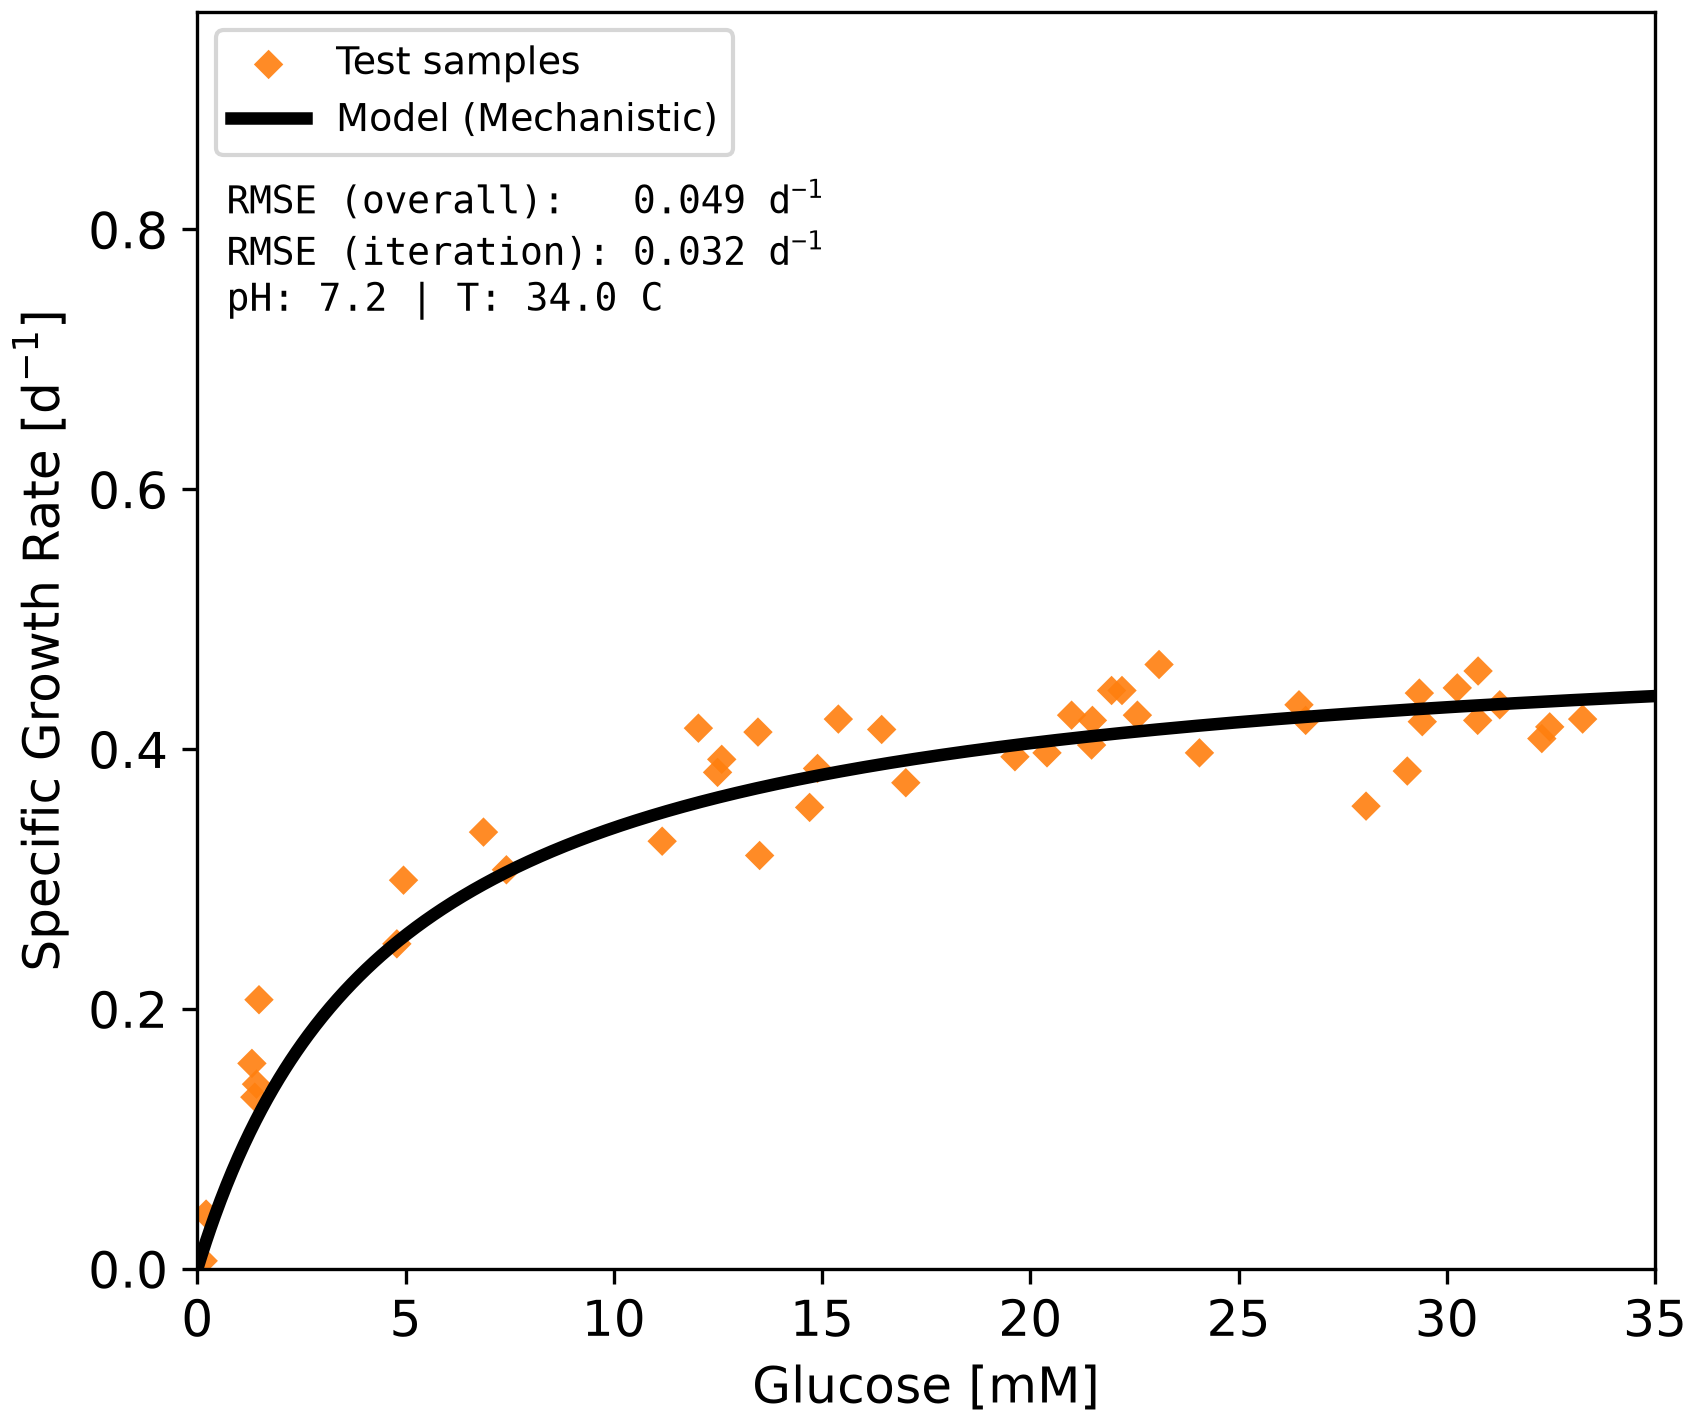 Test samples
Model (Mechanistic)
RMSE (overall):   0.049 d⁻¹
RMSE (iteration): 0.032 d⁻¹
pH: 7.2 | T: 34.0 C
Specific Growth Rate [d⁻¹]
0.8
0.6
0.4
0.2
0.0
0 5 10 15 20 25 30 35
Glucose [mM]